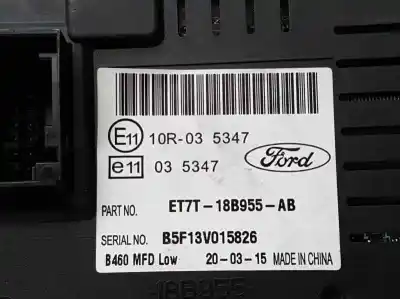 E11 10R-03 5347
e11 03 5347
Ford
PART NO. ET7T-18B955-AB
SERIAL NO. B5F13V015826
B460 MFD Low 20-03-15 MADE IN CHINA
18B955